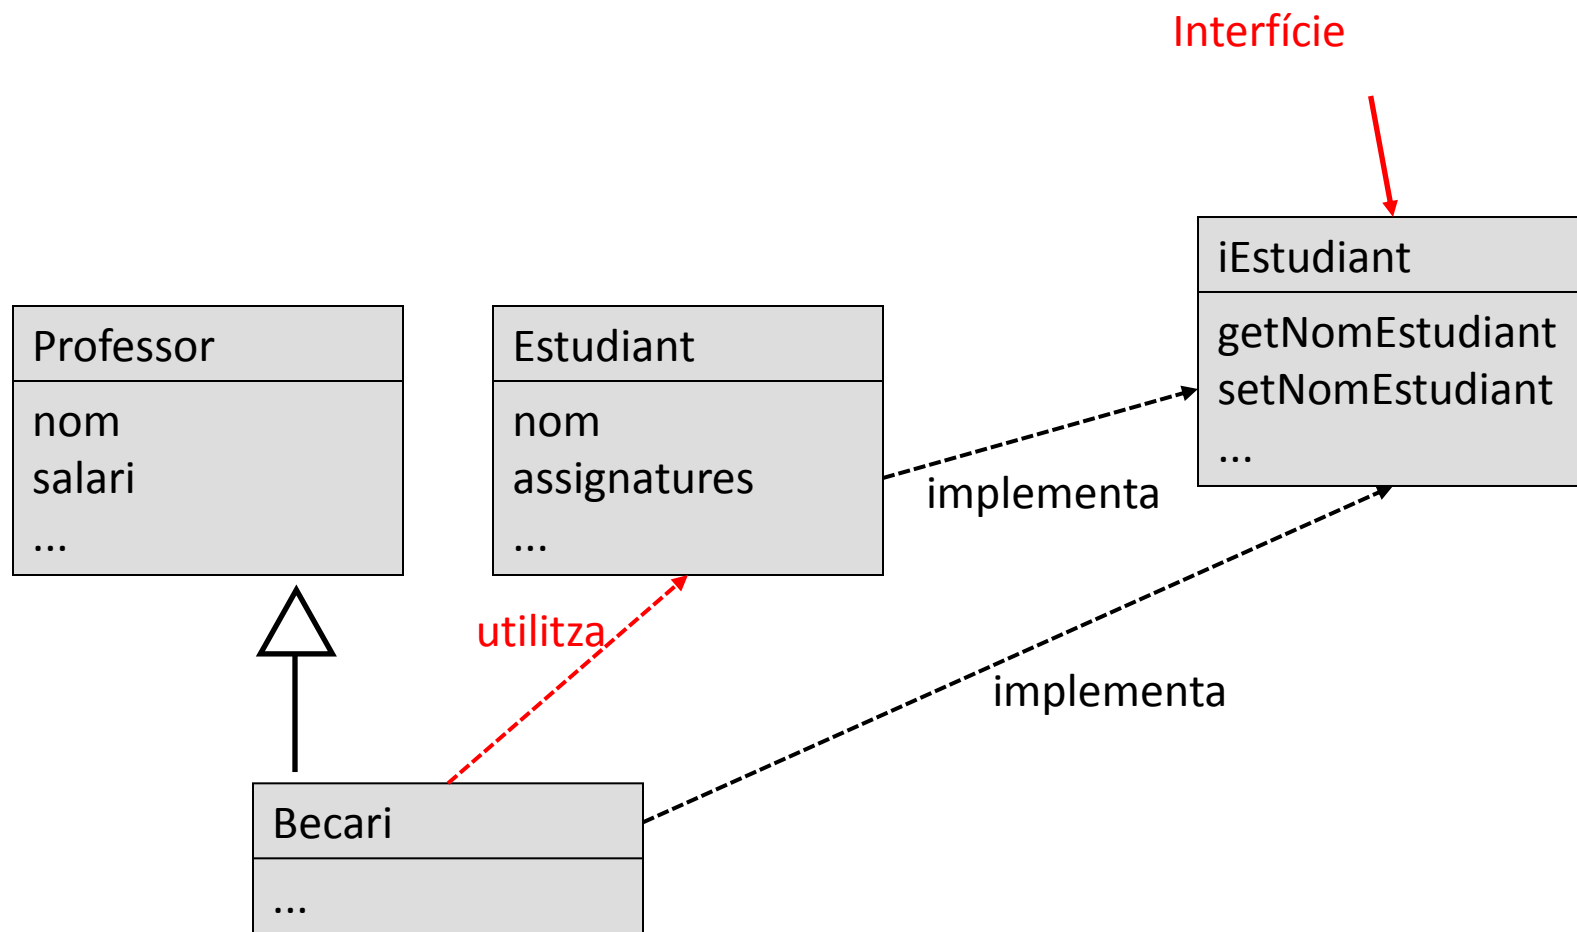 Interfície
iEstudiant
getNomEstudiant
setNomEstudiant
...
Professor
nom
salari
...
Estudiant
nom
assignatures
...
implementa
utilitza
implementa
Becari
...